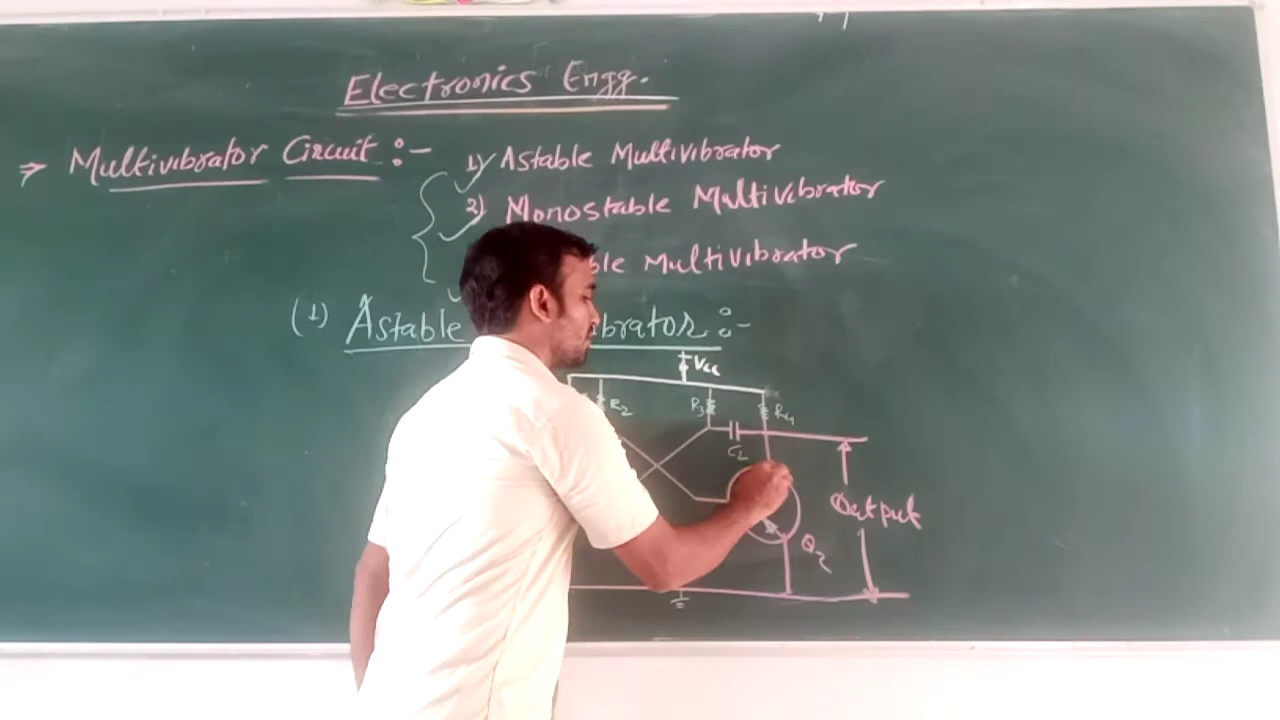 Electronics Engg.
⇒ Multivibrator Circuit :-
1) Astable Multivibrator
2) Monostable Multivibrator
ble Multivibrator
(1) Astable brator :-
Vcc
R2 R3 R4
C2
Output
Q2